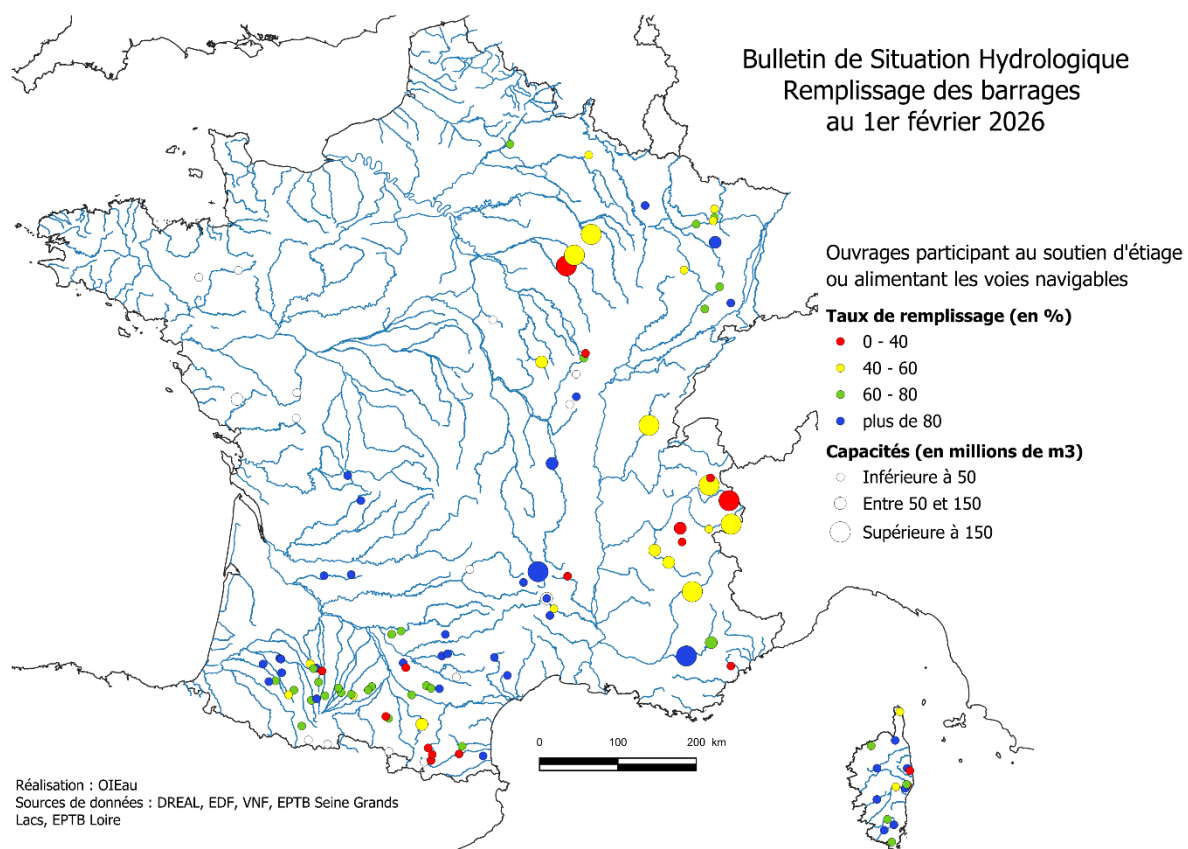 Bulletin de Situation Hydrologique
Remplissage des barrages
au 1er février 2026
Ouvrages participant au soutien d'étiage
ou alimentant les voies navigables
Taux de remplissage (en %)
0 - 40
40 - 60
60 - 80
plus de 80
Capacités (en millions de m3)
Inférieure à 50
Entre 50 et 150
Supérieure à 150
0 100 200 km
Réalisation : OIEau
Sources de données : DREAL, EDF, VNF, EPTB Seine Grands
Lacs, EPTB Loire